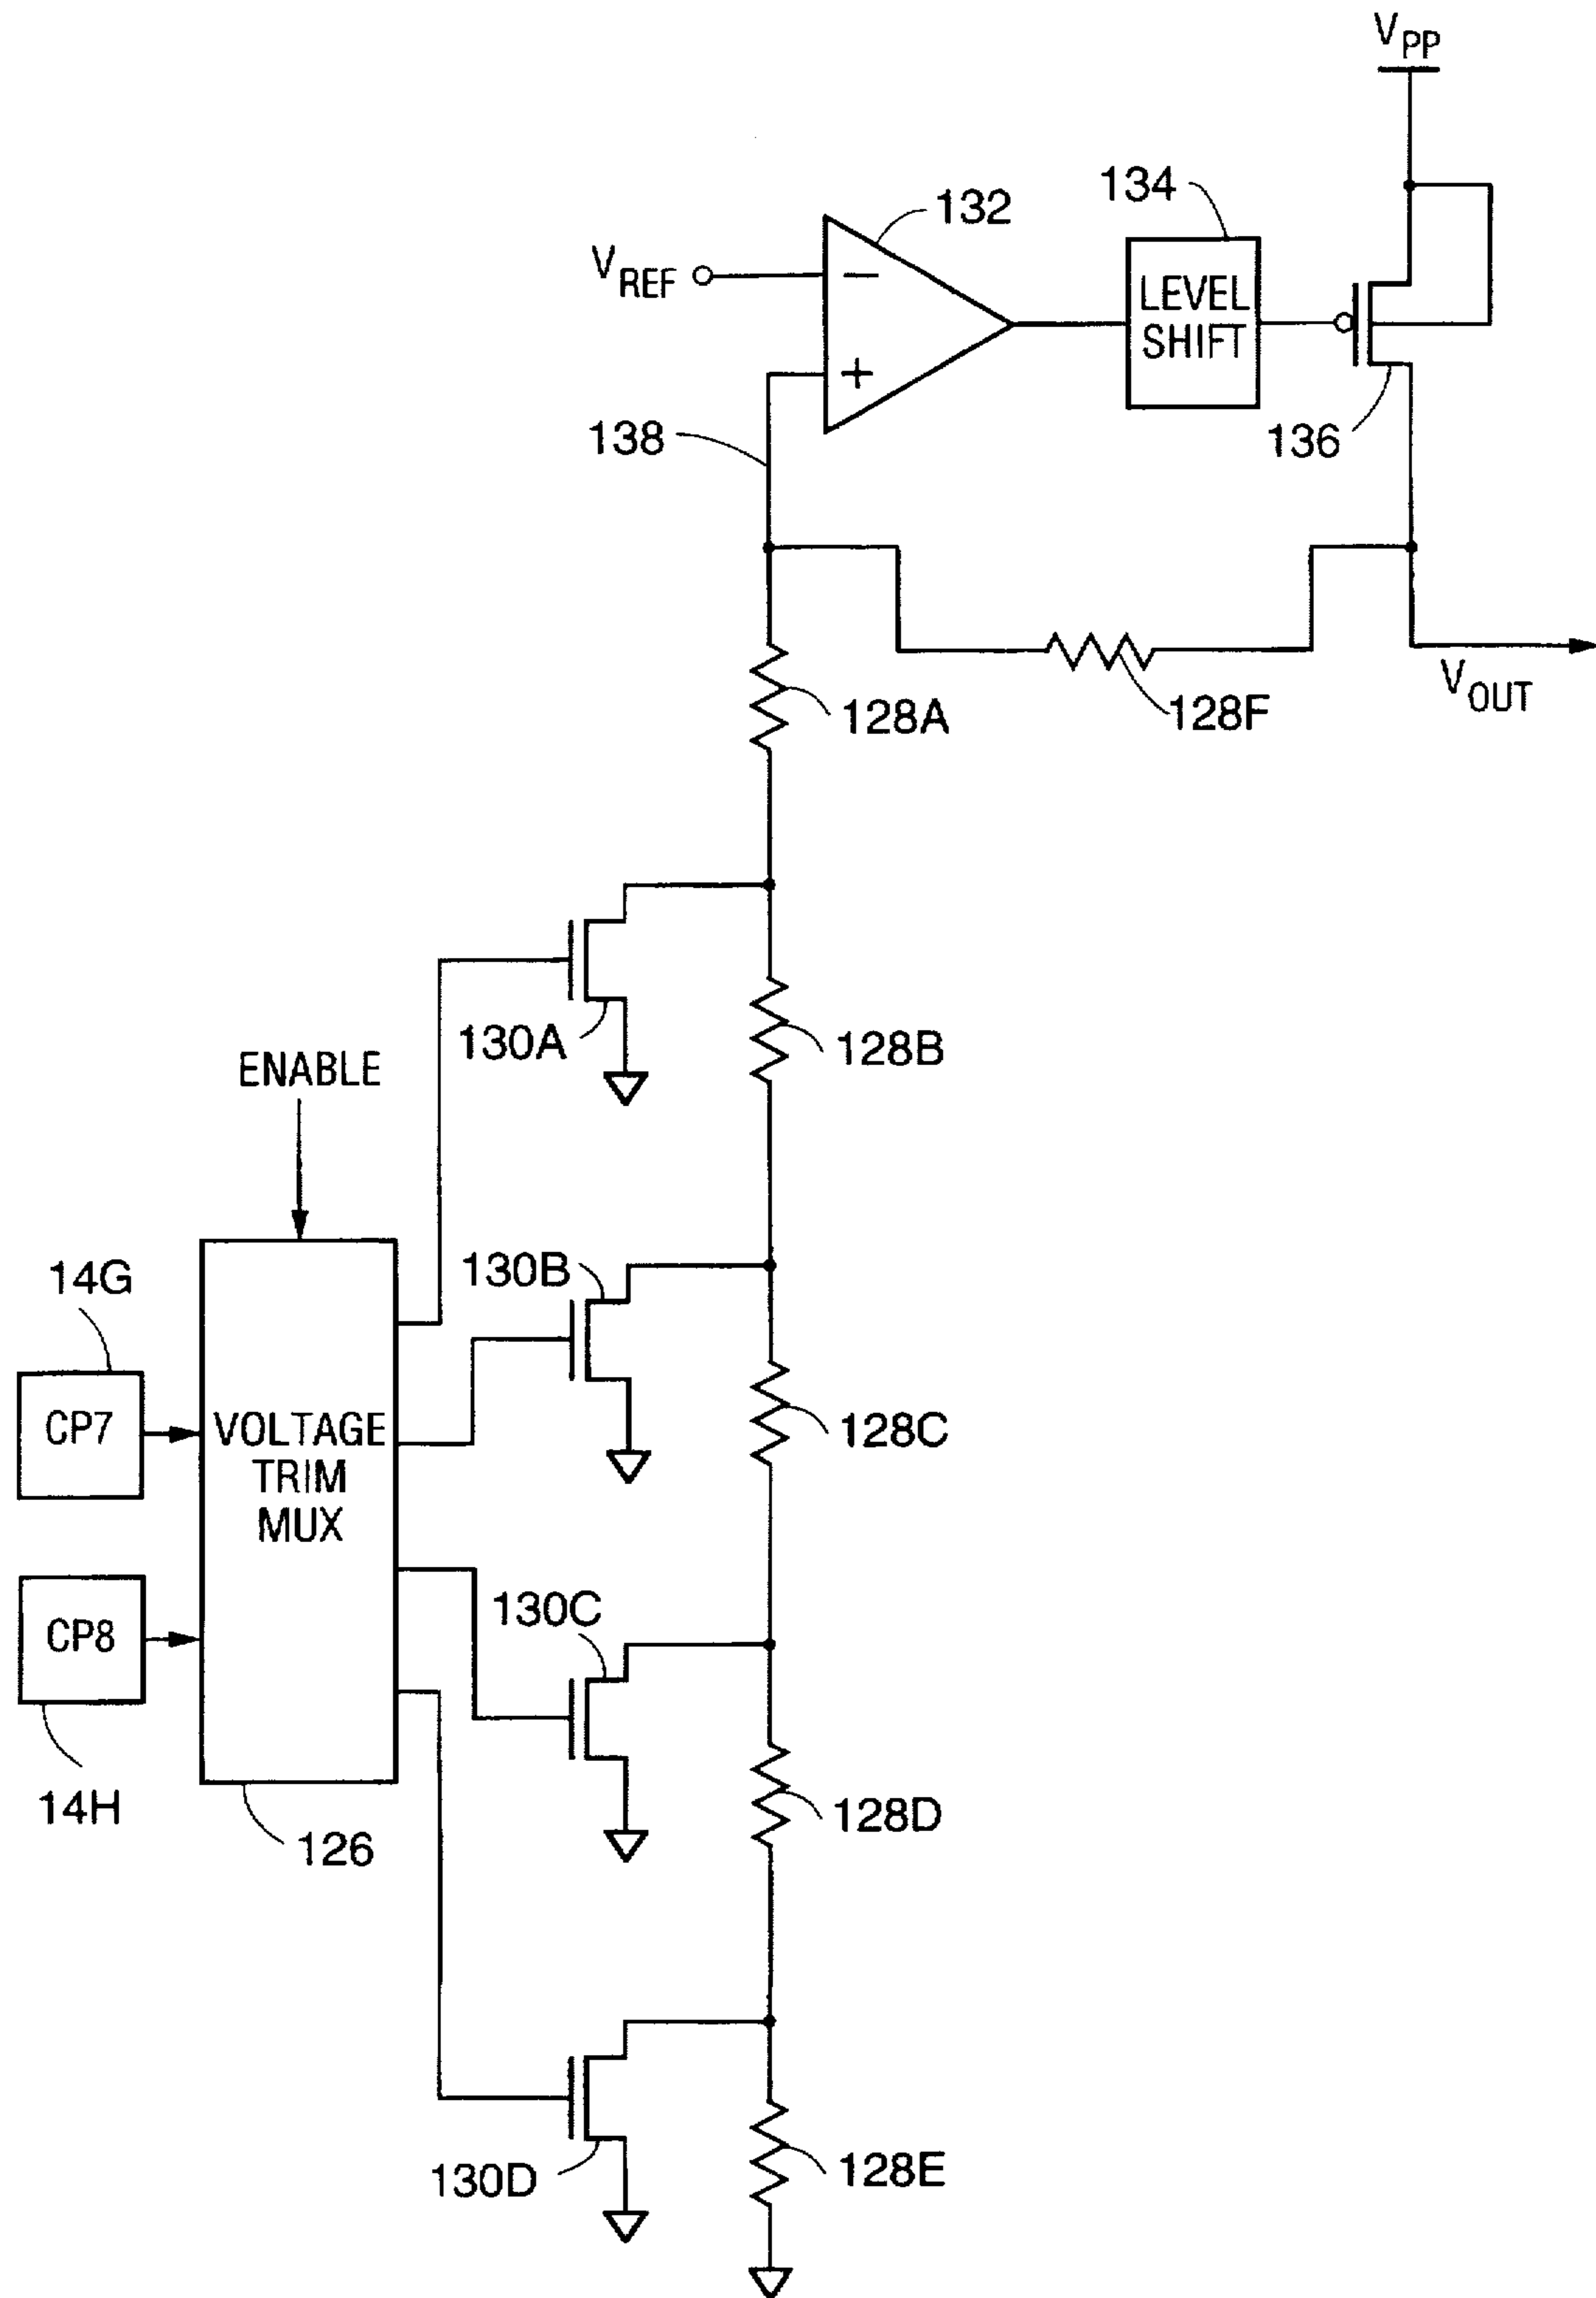 VPP
134
132
VREF
−
LEVEL
SHIFT
+
138
136
128A
128F
VOUT
130A
128B
ENABLE
130B
14G
CP7
VOLTAGE
TRIM
MUX
128C
130C
CP8
14H
126
128D
130D
128E